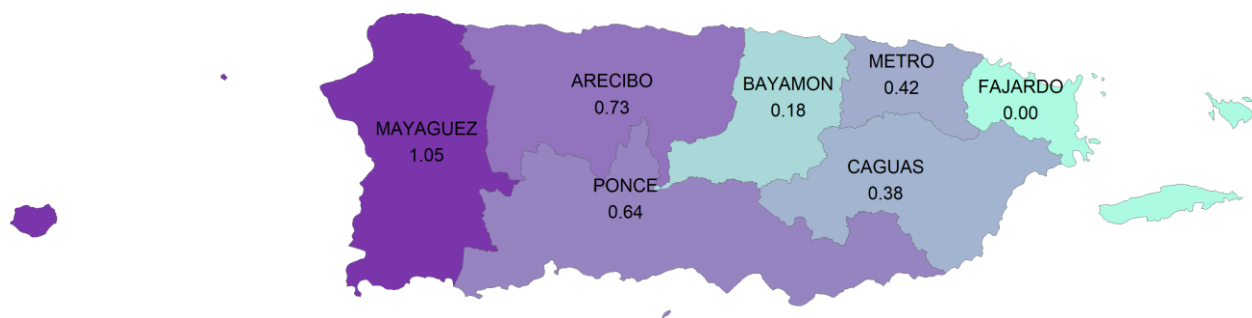 METRO
0.42
ARECIBO
0.73
BAYAMON
0.18
FAJARDO
0.00
MAYAGUEZ
1.05
CAGUAS
0.38
PONCE
0.64